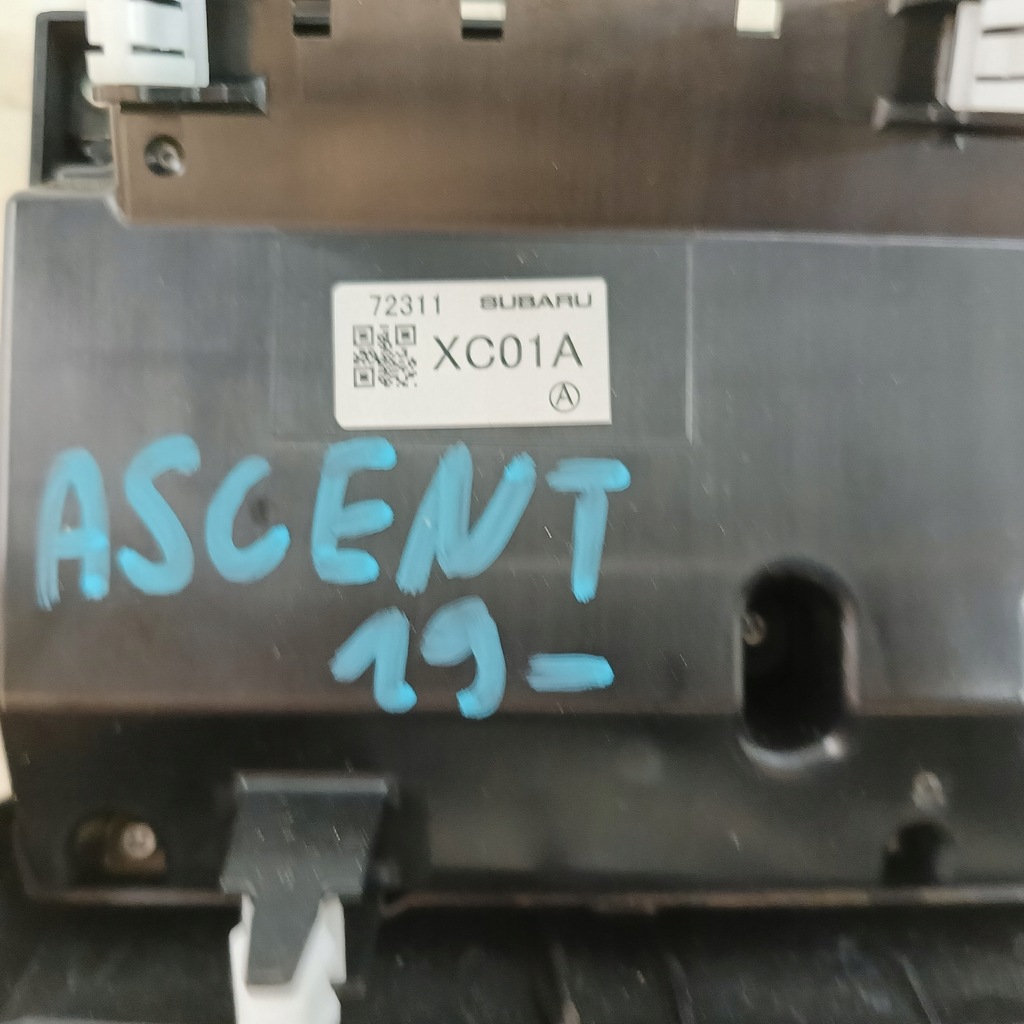 72311 SUBARU
XC01A
A
ASCENT
19-